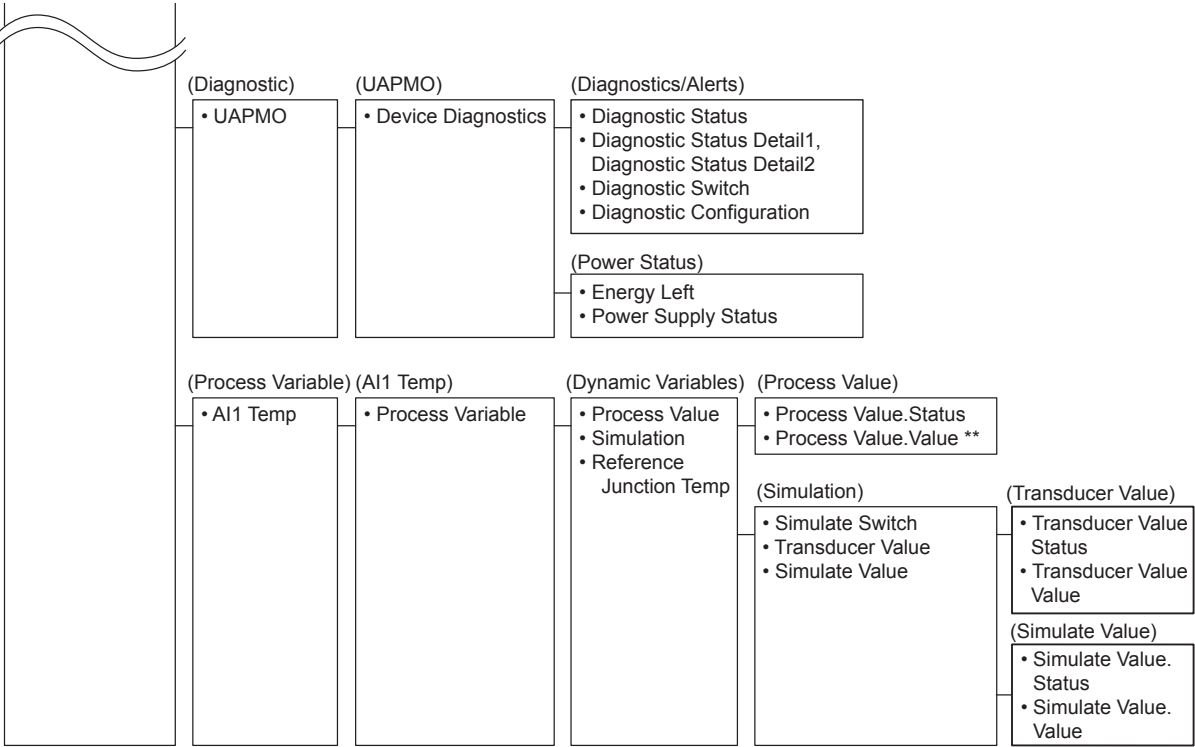 (Diagnostic)
• UAPMO
(UAPMO)
• Device Diagnostics
(Diagnostics/Alerts)
• Diagnostic Status
• Diagnostic Status Detail1,
Diagnostic Status Detail2
• Diagnostic Switch
• Diagnostic Configuration
(Power Status)
• Energy Left
• Power Supply Status
(Process Variable)
• AI1 Temp
(AI1 Temp)
• Process Variable
(Dynamic Variables)
• Process Value
• Simulation
• Reference
Junction Temp
(Process Value)
• Process Value.Status
• Process Value.Value **
(Simulation)
• Simulate Switch
• Transducer Value
• Simulate Value
(Transducer Value)
• Transducer Value
Status
• Transducer Value
Value
(Simulate Value)
• Simulate Value.
Status
• Simulate Value.
Value